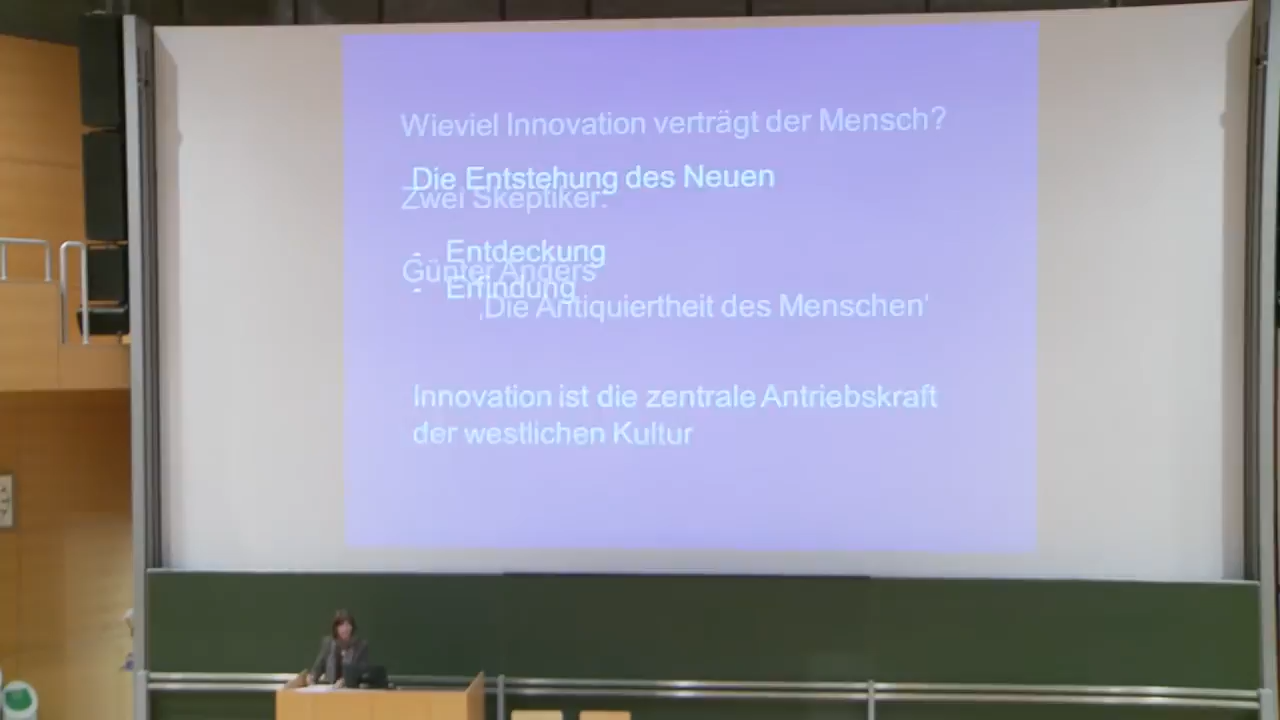 Wieviel Innovation verträgt der Mensch?
Die Entstehung des Neuen
Zwei Skeptiker:
- Entdeckung
Günter Anders
- Erfindung
‚Die Antiquiertheit des Menschen‘
Innovation ist die zentrale Antriebskraft
der westlichen Kultur